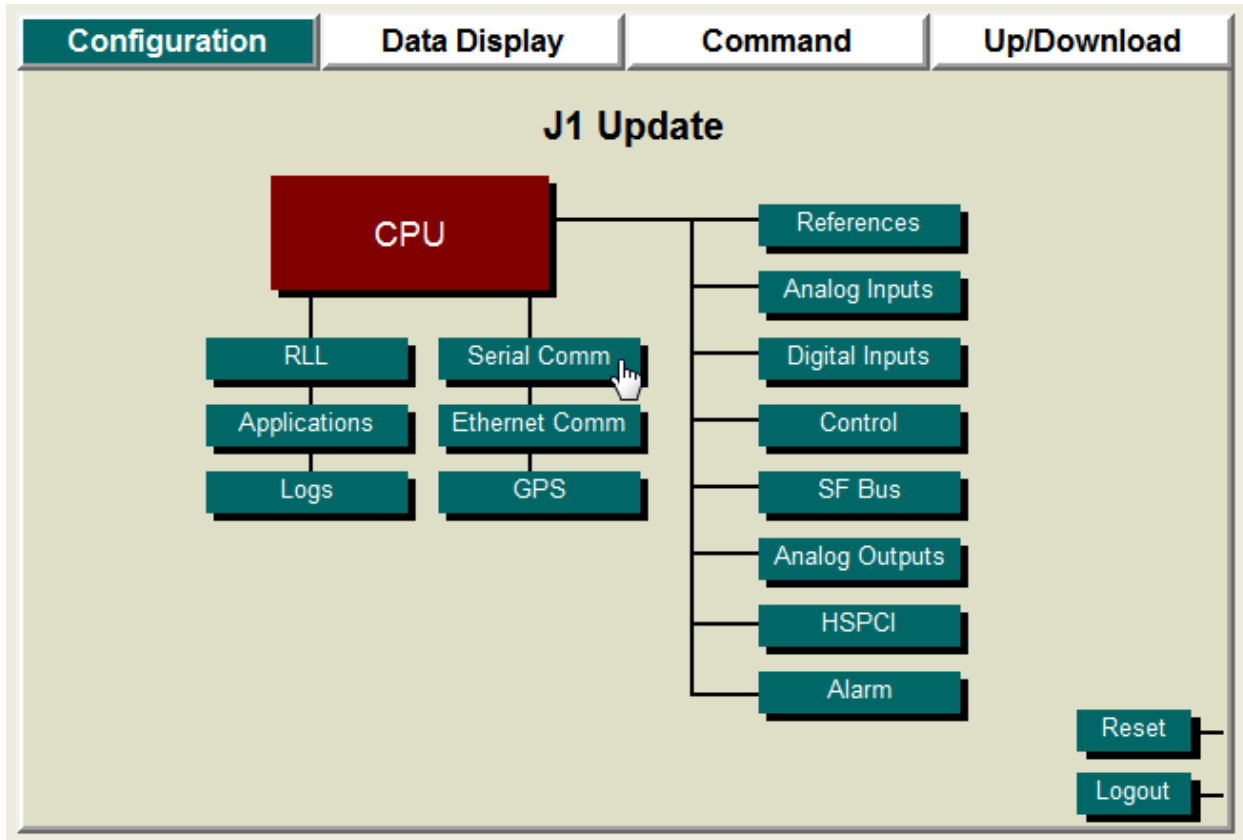 Configuration
Data Display
Command
Up/Download
J1 Update
CPU
References
Analog Inputs
RLL
Serial Comm
Digital Inputs
Applications
Ethernet Comm
Control
Logs
GPS
SF Bus
Analog Outputs
HSPCI
Alarm
Reset
Logout